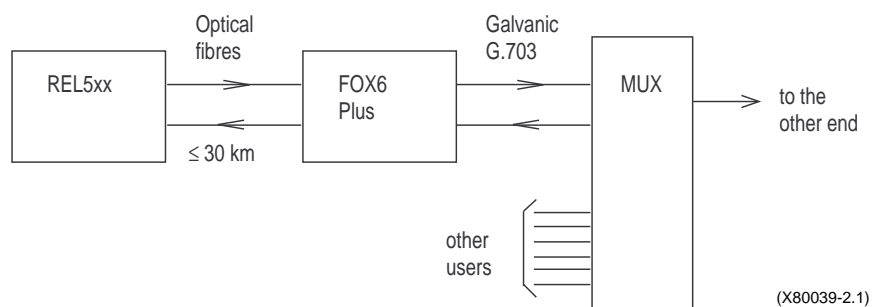 Optical
fibres
Galvanic
G.703
REL5xx
FOX6
Plus
MUX
to the
other end
≤ 30 km
other
users
(X80039-2.1)